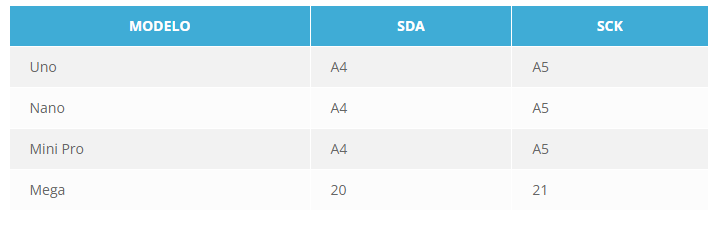 MODELO SDA SCK
Uno A4 A5
Nano A4 A5
Mini Pro A4 A5
Mega 20 21